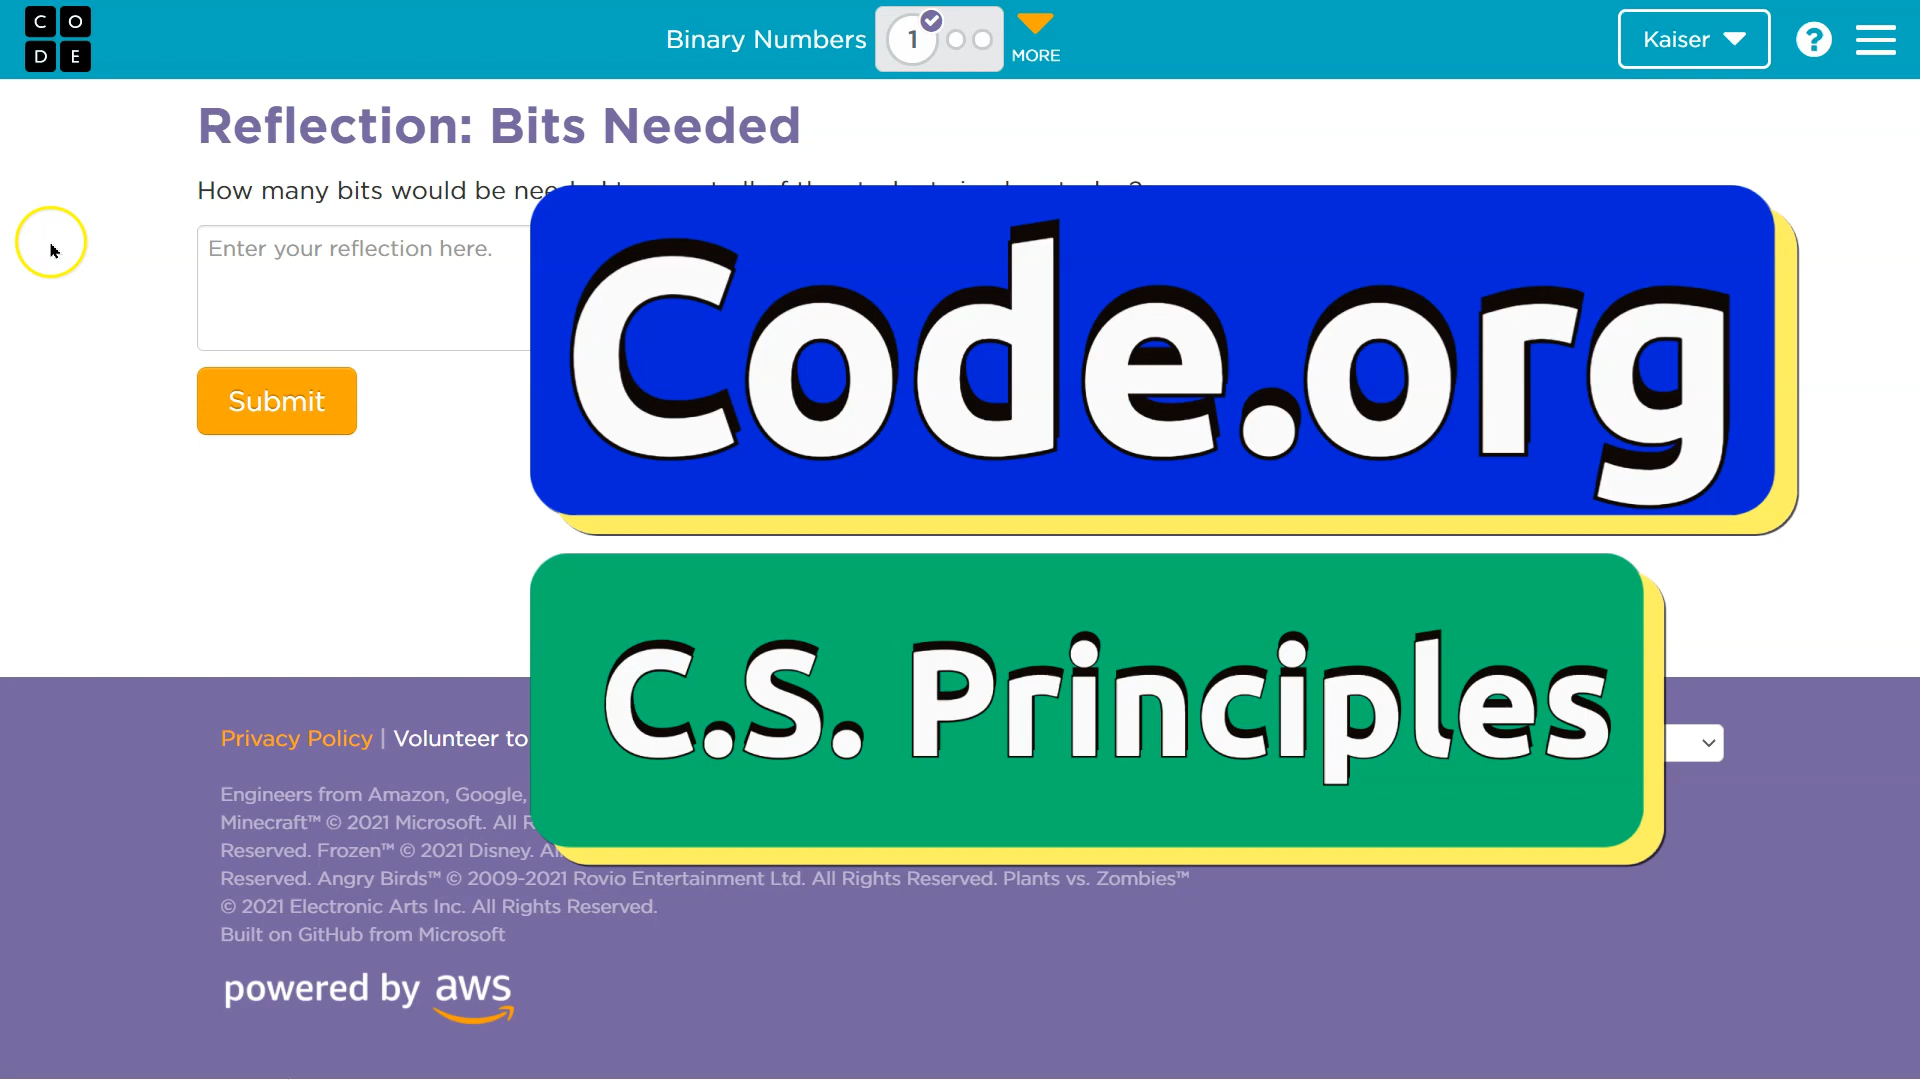 C O
D E
Binary Numbers 1
MORE
Kaiser
?
Reflection: Bits Needed
How many bits would be
Enter your reflection here.
Submit
Code.org
C.S. Principles
Privacy Policy | Volunteer to
Engineers from Amazon, Google,
Minecraft™ © 2021 Microsoft. All
Reserved. Frozen™ © 2021 Disney.
Reserved. Angry Birds™ © 2009-2021 Rovio Entertainment Ltd. All Rights Reserved. Plants vs. Zombies™
© 2021 Electronic Arts Inc. All Rights Reserved.
Built on GitHub from Microsoft
powered by aws